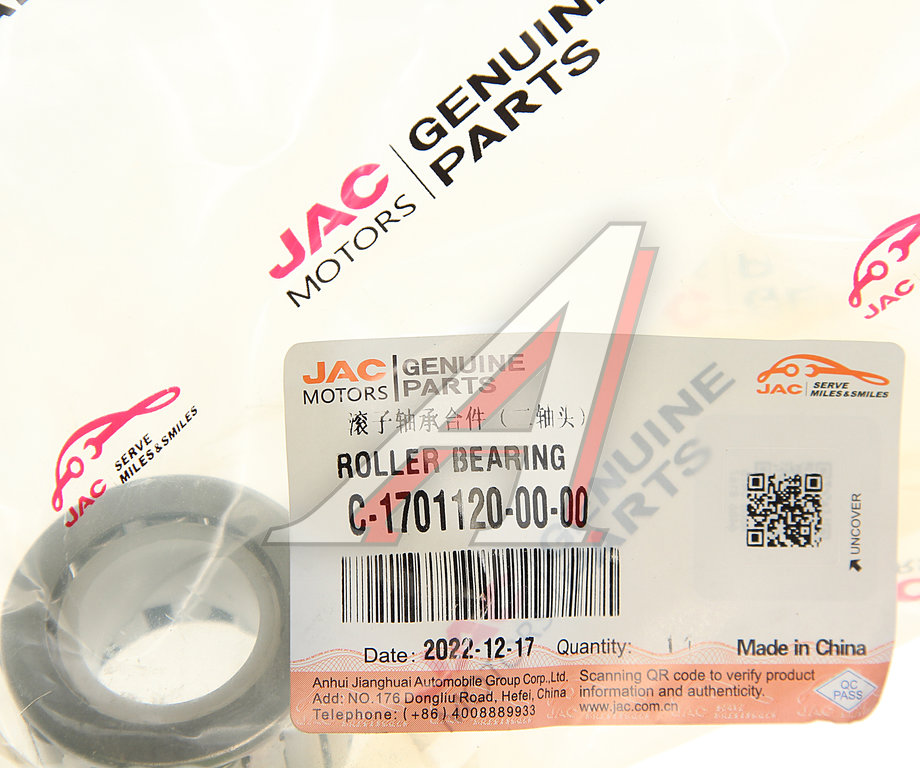 GENUINE
PARTS
JAC
MOTORS
JAC
SERVE
MILES&SMILES
JAC
JAC
MOTORS
GENUINE
PARTS
JAC
SERVE
MILES&SMILES
滚子轴承合件（二轴头）
ROLLER BEARING
C-1701120-00-00
GENUINE
PARTS
UNCOVER
Date: 2022-12-17 Quantity: Made in China
Anhui Jianghuai Automobile Group Corp.,Ltd.
Add: NO.176 Dongliu Road, Hefei, China
Telephone: (+86) 4008889933
Scanning QR code to verify product
information and authenticity.
www.jac.com.cn
QC
PASS